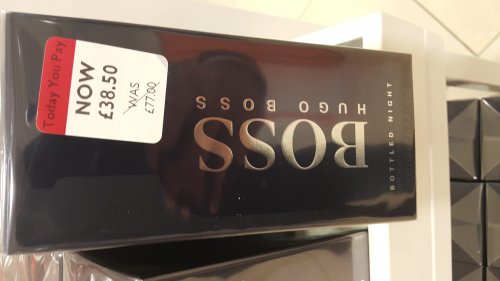 Today You Pay
NOW
£38.50
WAS
£77.00
BOSS
HUGO BOSS
BOTTLED NIGHT